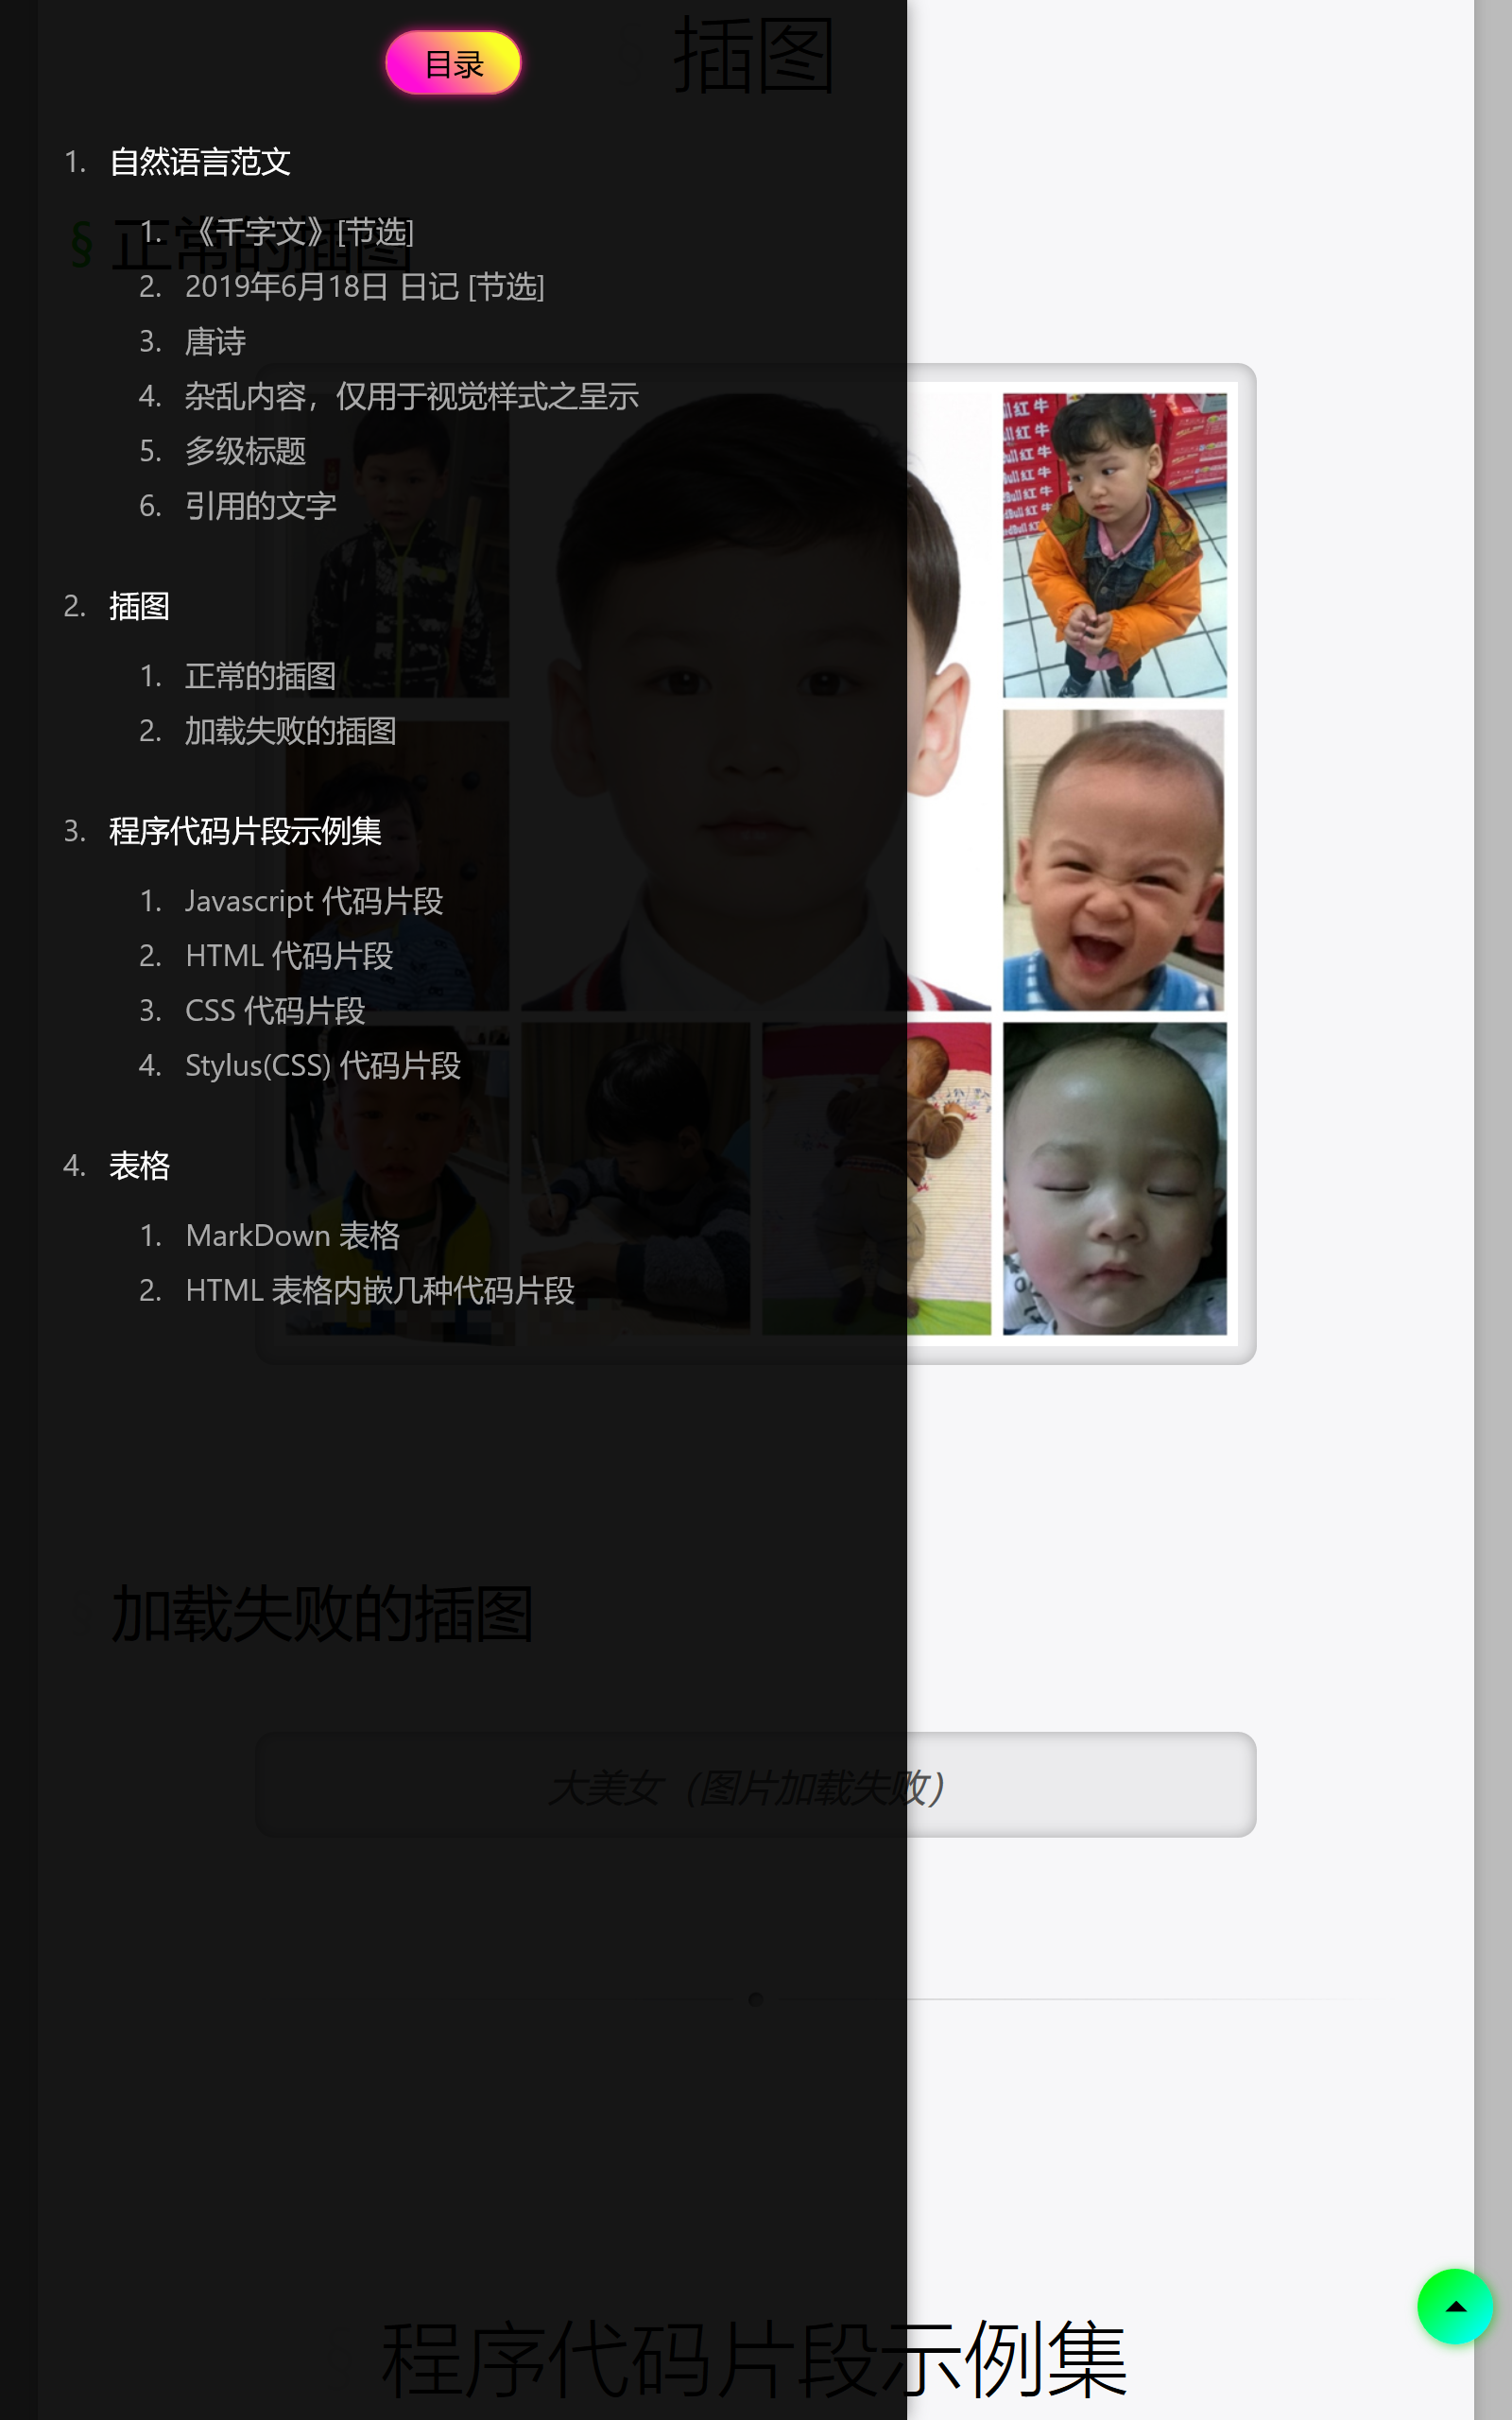 目录
插图
1. 自然语言范文
1. 《千字文》[节选]
§ 正常的插图
2. 2019年6月18日 日记 [节选]
3. 唐诗
4. 杂乱内容，仅用于视觉样式之呈示
5. 多级标题
6. 引用的文字
2. 插图
1. 正常的插图
2. 加载失败的插图
3. 程序代码片段示例集
1. Javascript 代码片段
2. HTML 代码片段
3. CSS 代码片段
4. Stylus(CSS) 代码片段
4. 表格
1. MarkDown 表格
2. HTML 表格内嵌几种代码片段
加载失败的插图
大美女（图片加载失败）
程序代码片段示例集